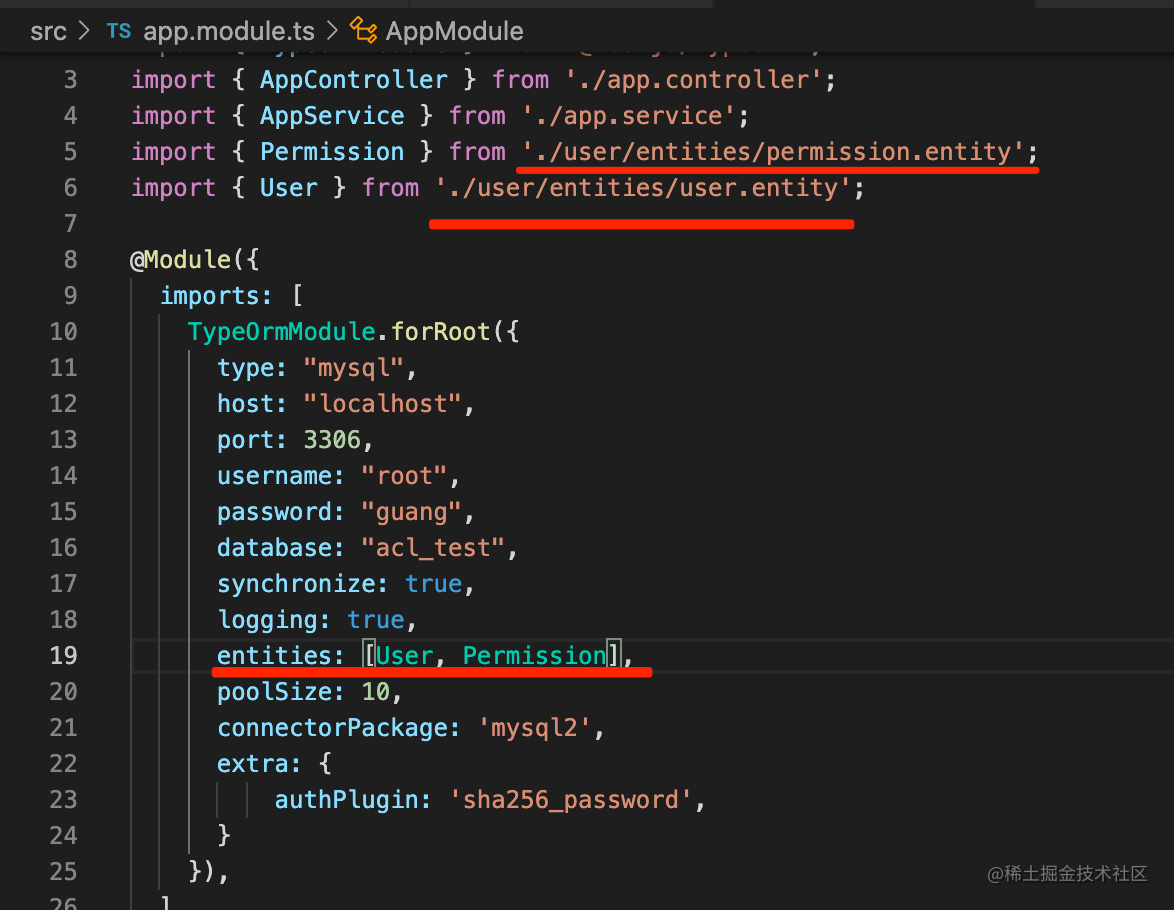 src > TS app.module.ts > AppModule
3 import { AppController } from './app.controller';
4 import { AppService } from './app.service';
5 import { Permission } from './user/entities/permission.entity';
6 import { User } from './user/entities/user.entity';
7
8 @Module({
9 imports: [
10 TypeOrmModule.forRoot({
11 type: "mysql",
12 host: "localhost",
13 port: 3306,
14 username: "root",
15 password: "guang",
16 database: "acl_test",
17 synchronize: true,
18 logging: true,
19 entities: [User, Permission],
20 poolSize: 10,
21 connectorPackage: 'mysql2',
22 extra: {
23 authPlugin: 'sha256_password',
24 }
25 }),
26 ]
@稀土掘金技术社区